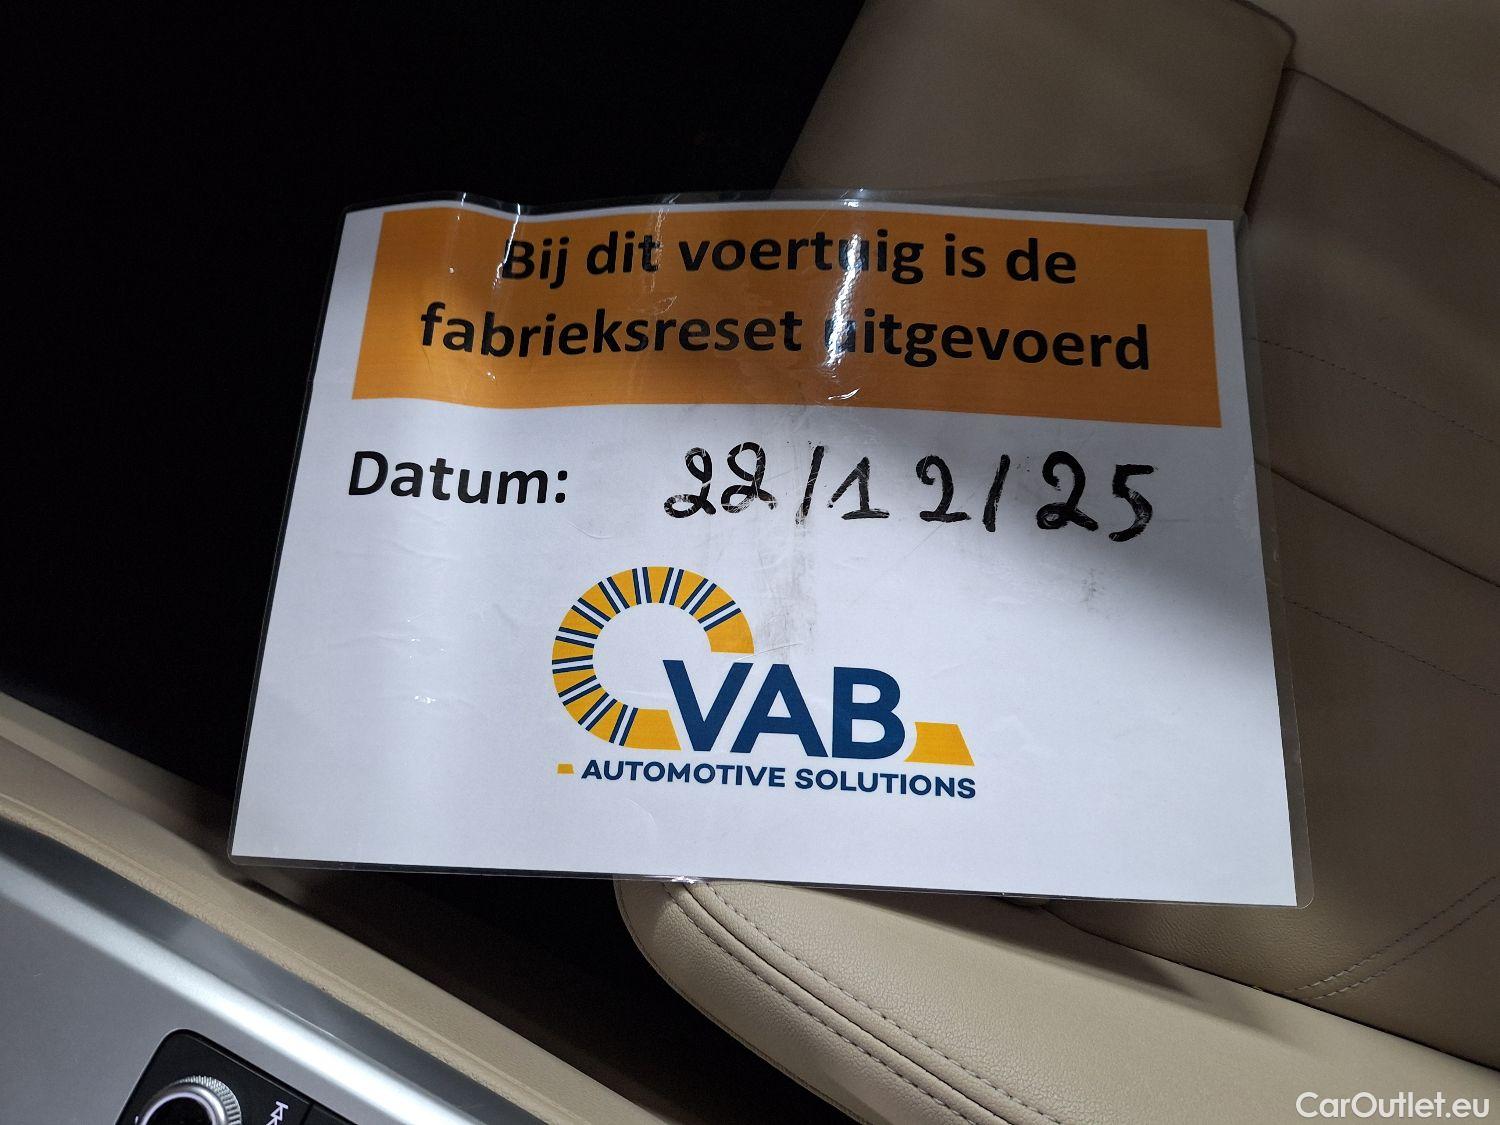 Bij dit voertuig is de
fabrieksreset uitgevoerd
Datum: 22/12/25
VAB
AUTOMOTIVE SOLUTIONS
CarOutlet.eu